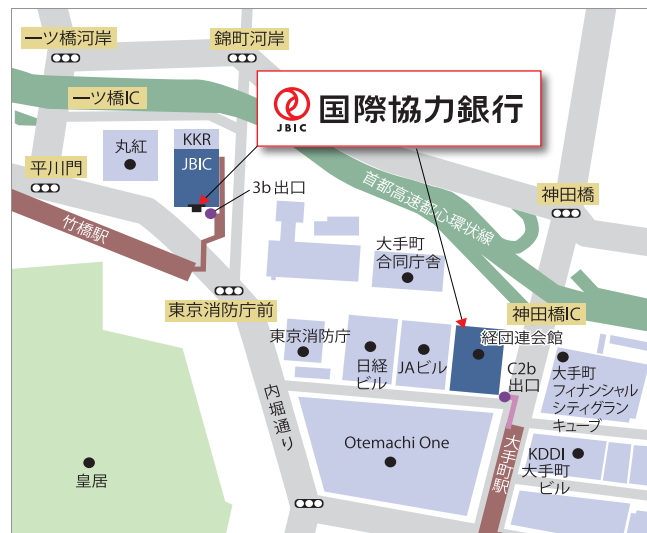 一ツ橋河岸
錦町河岸
一ツ橋IC
JBIC
国際協力銀行
丸紅
KKR
JBIC
平川門
3b出口
首都高速都心環状線
神田橋
竹橋駅
大手町
合同庁舎
東京消防庁前
神田橋IC
東京消防庁
日経
ビル
JAビル
経団連会館
C2b
出口
大手町
フィナンシャル
シティグラン
キューブ
内堀通り
Otemachi One
大手町駅
KDDI
大手町
ビル
皇居